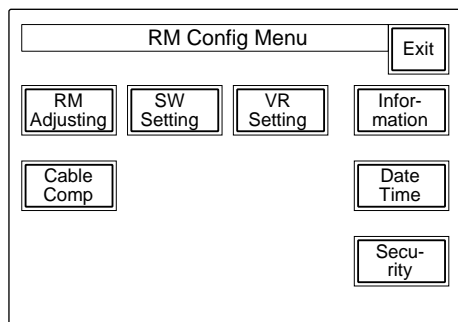 RM Config Menu
Exit
RM
Adjusting
SW
Setting
VR
Setting
Infor-
mation
Cable
Comp
Date
Time
Secu-
rity